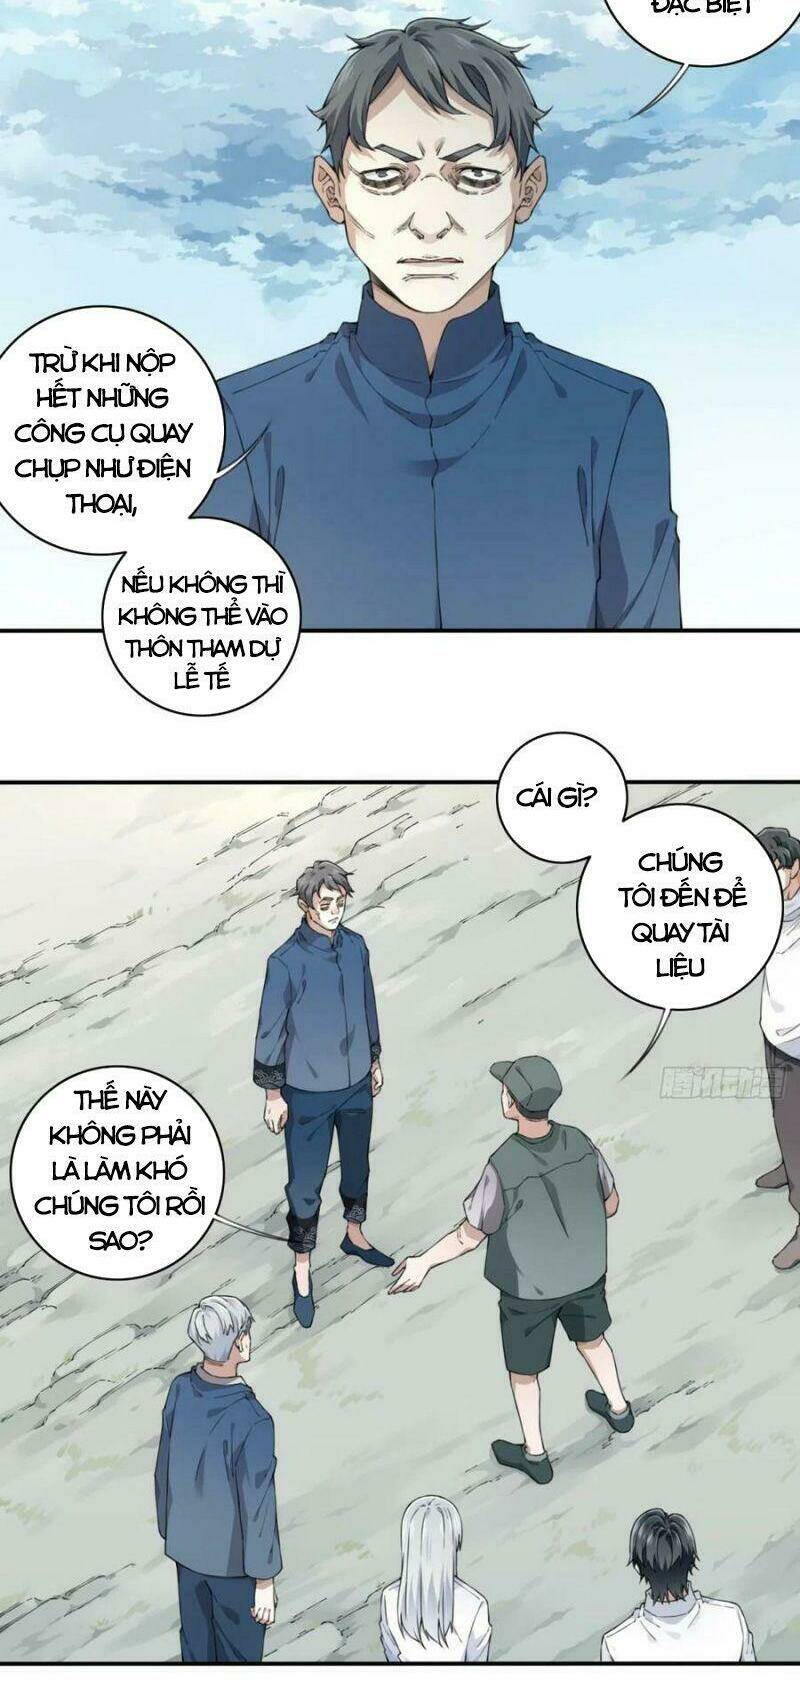 ĐẶC BIỆT
TRỪ KHI NỘP
HẾT NHỮNG
CÔNG CỤ QUAY
CHỤP NHƯ ĐIỆN
THOẠI,
NẾU KHÔNG THÌ
KHÔNG THỂ VÀO
THÔN THAM DỰ
LỄ TẾ
CÁI GÌ?
CHÚNG
TÔI ĐẾN ĐỂ
QUAY TÀI
LIỆU
THẾ NÀY
KHÔNG PHẢI
LÀ LÀM KHÓ
CHÚNG TÔI RỒI
SAO?